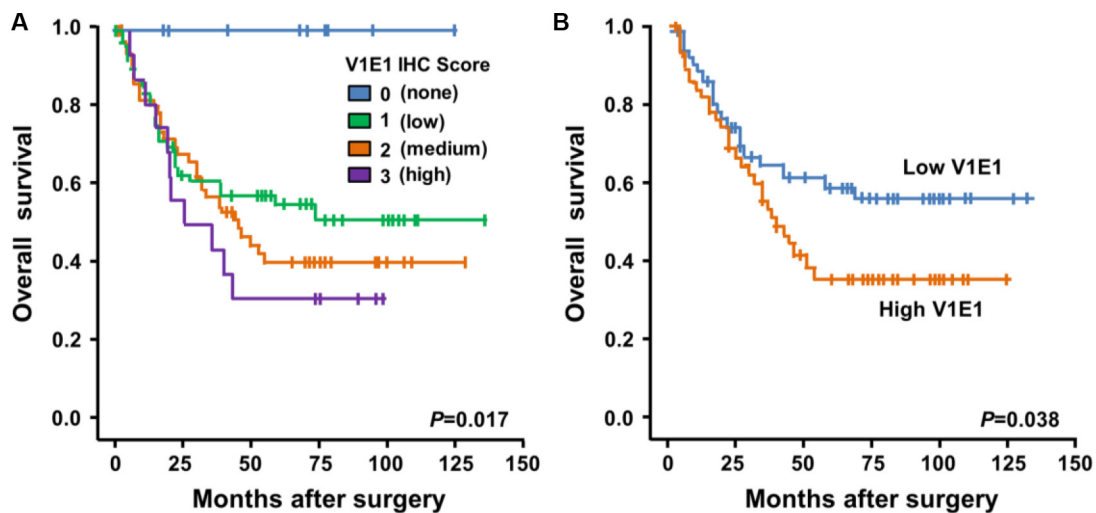 A
Overall survival
1.0
0.8
0.6
0.4
0.2
0.0
V1E1 IHC Score
0 (none)
1 (low)
2 (medium)
3 (high)
P=0.017
0 25 50 75 100 125 150
Months after surgery
B
Overall survival
1.0
0.8
0.6
0.4
0.2
0.0
Low V1E1
High V1E1
P=0.038
0 25 50 75 100 125 150
Months after surgery